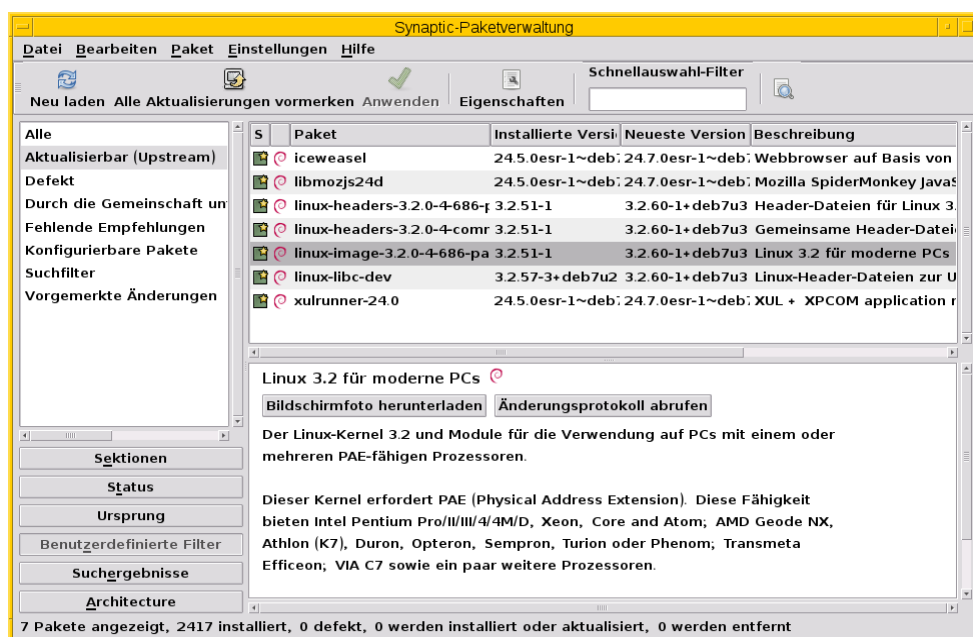 Synaptic-Paketverwaltung
Datei Bearbeiten Paket Einstellungen Hilfe
Neu laden Alle Aktualisierungen vormerken Anwenden Eigenschaften Schnellauswahl-Filter
Alle
Aktualisierbar (Upstream)
Defekt
Durch die Gemeinschaft
Fehlende Empfehlungen
Konfigurierbare Pakete
Suchfilter
Vorgemerkte Änderungen
Sektionen
Status
Ursprung
Benutzerdefinierte Filter
Suchergebnisse
Architecture
S Paket Installierte Versi Neueste Version Beschreibung
iceweasel 24.5.0esr-1~deb7 24.7.0esr-1~deb7 Webbrowser auf Basis von
libmozjs24d 24.5.0esr-1~deb7 24.7.0esr-1~deb7 Mozilla SpiderMonkey JavaS
linux-headers-3.2.0-4-686-p 3.2.51-1 3.2.60-1+deb7u3 Header-Dateien für Linux 3.
linux-headers-3.2.0-4-comr 3.2.51-1 3.2.60-1+deb7u3 Gemeinsame Header-Datei
linux-image-3.2.0-4-686-pa 3.2.51-1 3.2.60-1+deb7u3 Linux 3.2 für moderne PCs
linux-libc-dev 3.2.57-3+deb7u2 3.2.60-1+deb7u3 Linux-Header-Dateien zur U
xulrunner-24.0 24.5.0esr-1~deb7 24.7.0esr-1~deb7 XUL + XPCOM application r
Linux 3.2 für moderne PCs
Bildschirmfoto herunterladen Änderungsprotokoll abrufen
Der Linux-Kernel 3.2 und Module für die Verwendung auf PCs mit einem oder
mehreren PAE-fähigen Prozessoren.
Dieser Kernel erfordert PAE (Physical Address Extension). Diese Fähigkeit
bieten Intel Pentium Pro/II/III/4/4M/D, Xeon, Core and Atom; AMD Geode NX,
Athlon (K7), Duron, Opteron, Sempron, Turion oder Phenom; Transmeta
Efficeon; VIA C7 sowie ein paar weitere Prozessoren.
7 Pakete angezeigt, 2417 installiert, 0 defekt, 0 werden installiert oder aktualisiert, 0 werden entfernt